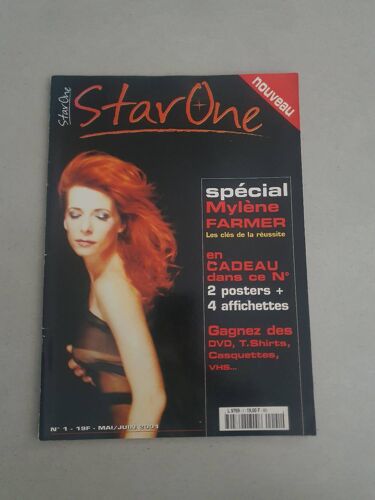 StarOne
StarOne
nouveau
spécial
Mylène
FARMER
Les clés de la réussite
en
CADEAU
dans ce N°
2 posters +
4 affichettes
Gagnez des
DVD, T.Shirts,
Casquettes,
VHS...
N° 1 - 19F - MAI/JUIN 2001